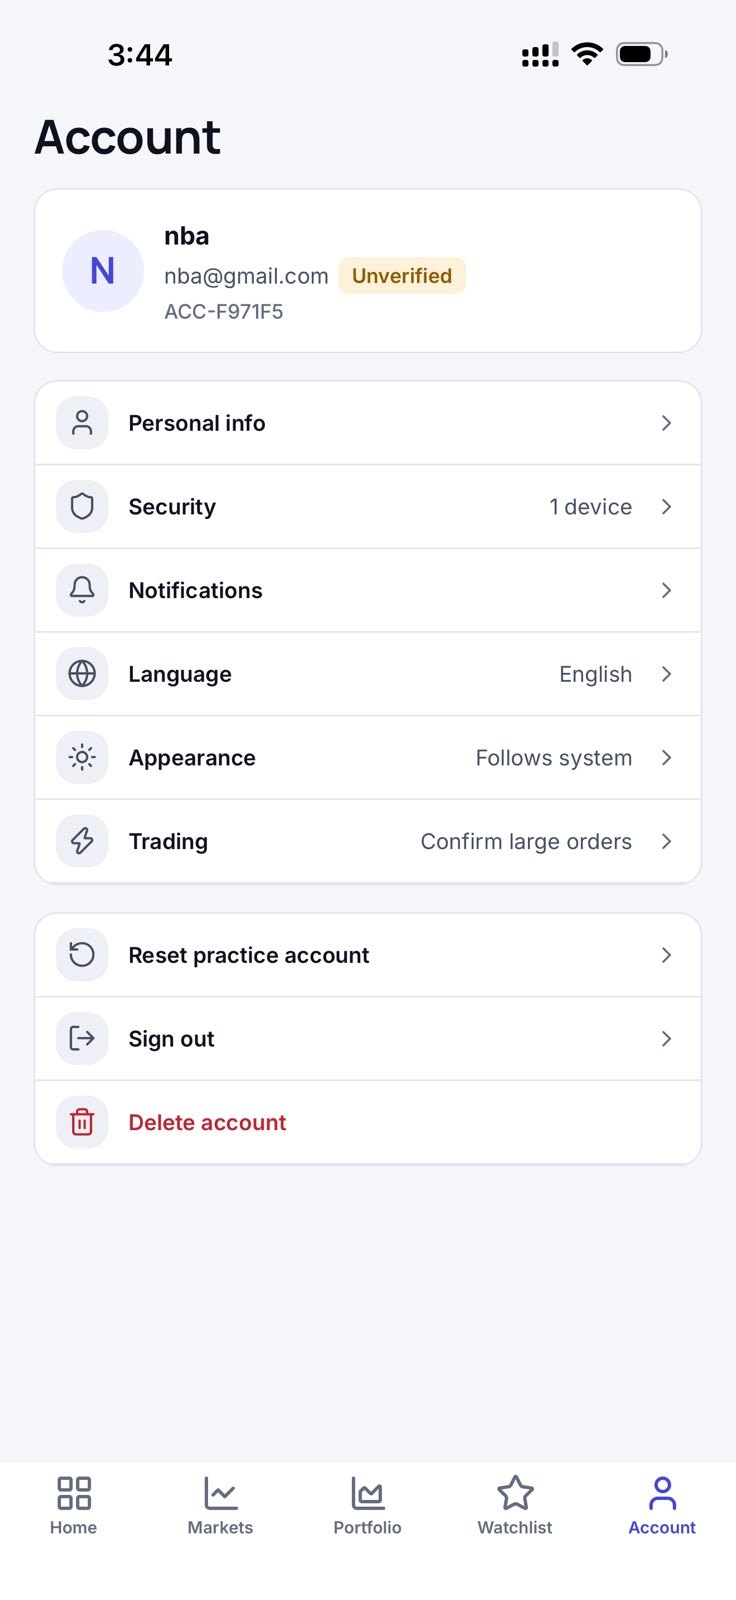 3:44
Account
N
nba
nba@gmail.com Unverified
ACC-F971F5
Personal info
Security 1 device
Notifications
Language English
Appearance Follows system
Trading Confirm large orders
Reset practice account
Sign out
Delete account
Home Markets Portfolio Watchlist Account